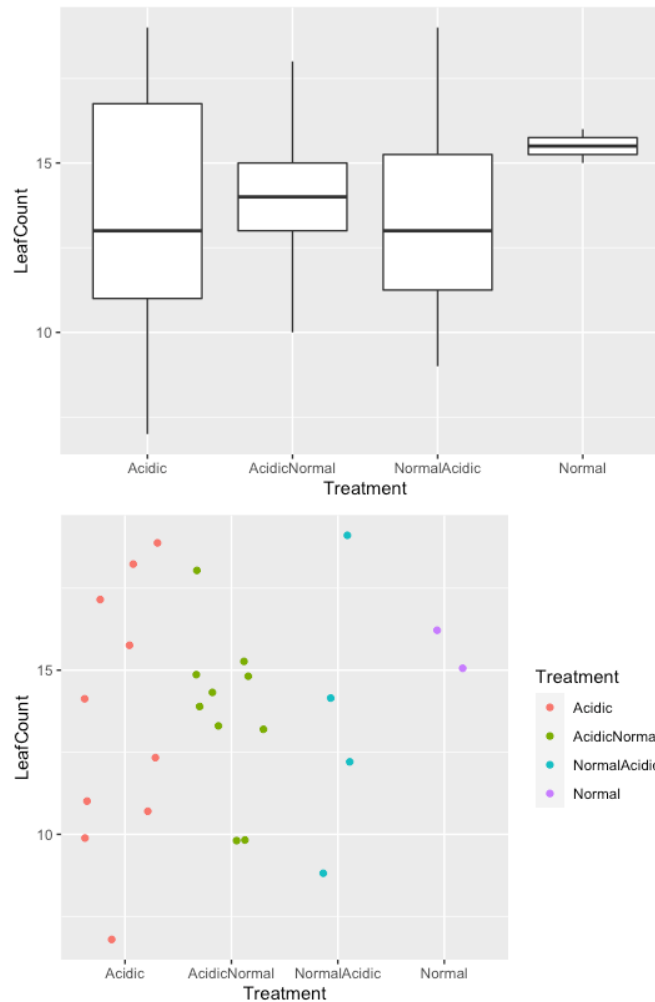 15
10
LeafCount
Acidic AcidicNormal NormalAcidic Normal
Treatment
15
10
LeafCount
Acidic AcidicNormal NormalAcidic Normal
Treatment
Treatment
Acidic
AcidicNormal
NormalAcidic
Normal